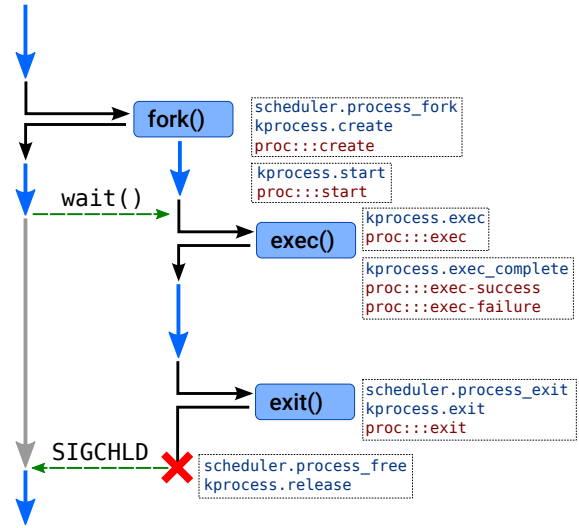 fork()
scheduler.process_fork
kprocess.create
proc:::create
kprocess.start
proc:::start
wait()
kprocess.exec
proc:::exec
exec()
kprocess.exec_complete
proc:::exec-success
proc:::exec-failure
exit()
scheduler.process_exit
kprocess.exit
proc:::exit
SIGCHLD
scheduler.process_free
kprocess.release